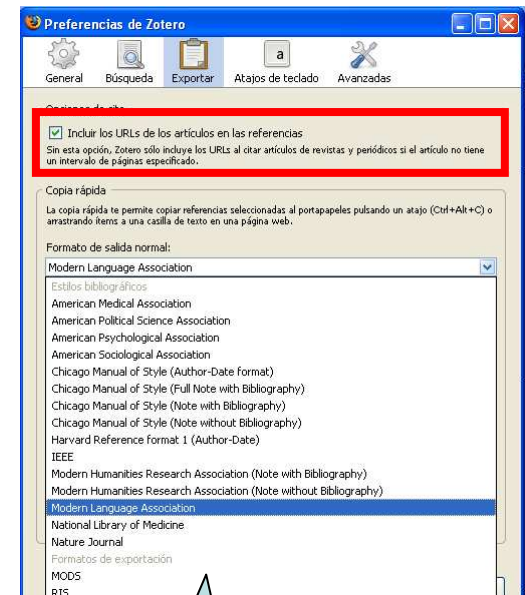 Preferencias de Zotero
General Búsqueda Exportar Atajos de teclado Avanzadas
a
Opciones de cita
Incluir los URLs de los artículos en las referencias
Sin esta opción, Zotero sólo incluye los URLs al citar artículos de revistas y periódicos si el artículo no tiene
un intervalo de páginas especificado.
Copia rápida
La copia rápida te permite copiar referencias seleccionadas al portapapeles pulsando un atajo (Ctrl+Alt+C) o
arrastrando ítems a una casilla de texto en una página web.
Formato de salida normal:
Modern Language Association
Estilos bibliográficos
American Medical Association
American Political Science Association
American Psychological Association
American Sociological Association
Chicago Manual of Style (Author-Date format)
Chicago Manual of Style (Full Note with Bibliography)
Chicago Manual of Style (Note with Bibliography)
Chicago Manual of Style (Note without Bibliography)
Harvard Reference format 1 (Author-Date)
IEEE
Modern Humanities Research Association (Note with Bibliography)
Modern Humanities Research Association (Note without Bibliography)
Modern Language Association
National Library of Medicine
Nature Journal
Formatos de exportación
MODS
RIS